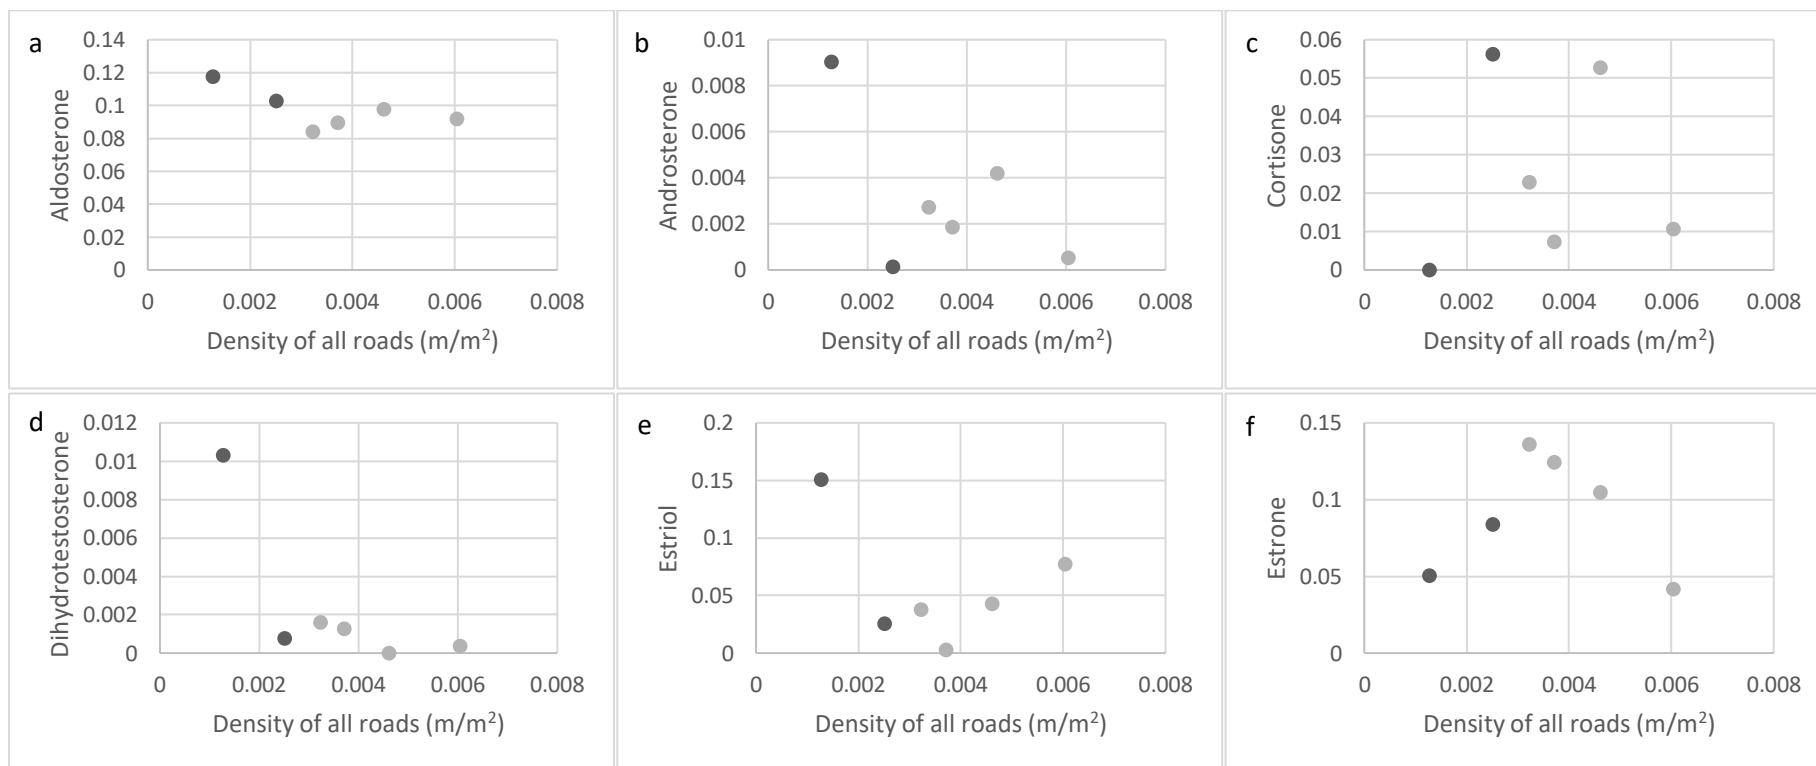 a
0.14
0.12
0.1
0.08
0.06
0.04
0.02
0
Aldosterone
0 0.002 0.004 0.006 0.008
Density of all roads (m/m²)
b
0.01
0.008
0.006
0.004
0.002
0
Androsterone
0 0.002 0.004 0.006 0.008
Density of all roads (m/m²)
c
0.06
0.05
0.04
0.03
0.02
0.01
0
Cortisone
0 0.002 0.004 0.006 0.008
Density of all roads (m/m²)
d
0.012
0.01
0.008
0.006
0.004
0.002
0
Dihydrotestosterone
0 0.002 0.004 0.006 0.008
Density of all roads (m/m²)
e
0.2
0.15
0.1
0.05
0
Estriol
0 0.002 0.004 0.006 0.008
Density of all roads (m/m²)
f
0.15
0.1
0.05
0
Estrone
0 0.002 0.004 0.006 0.008
Density of all roads (m/m²)